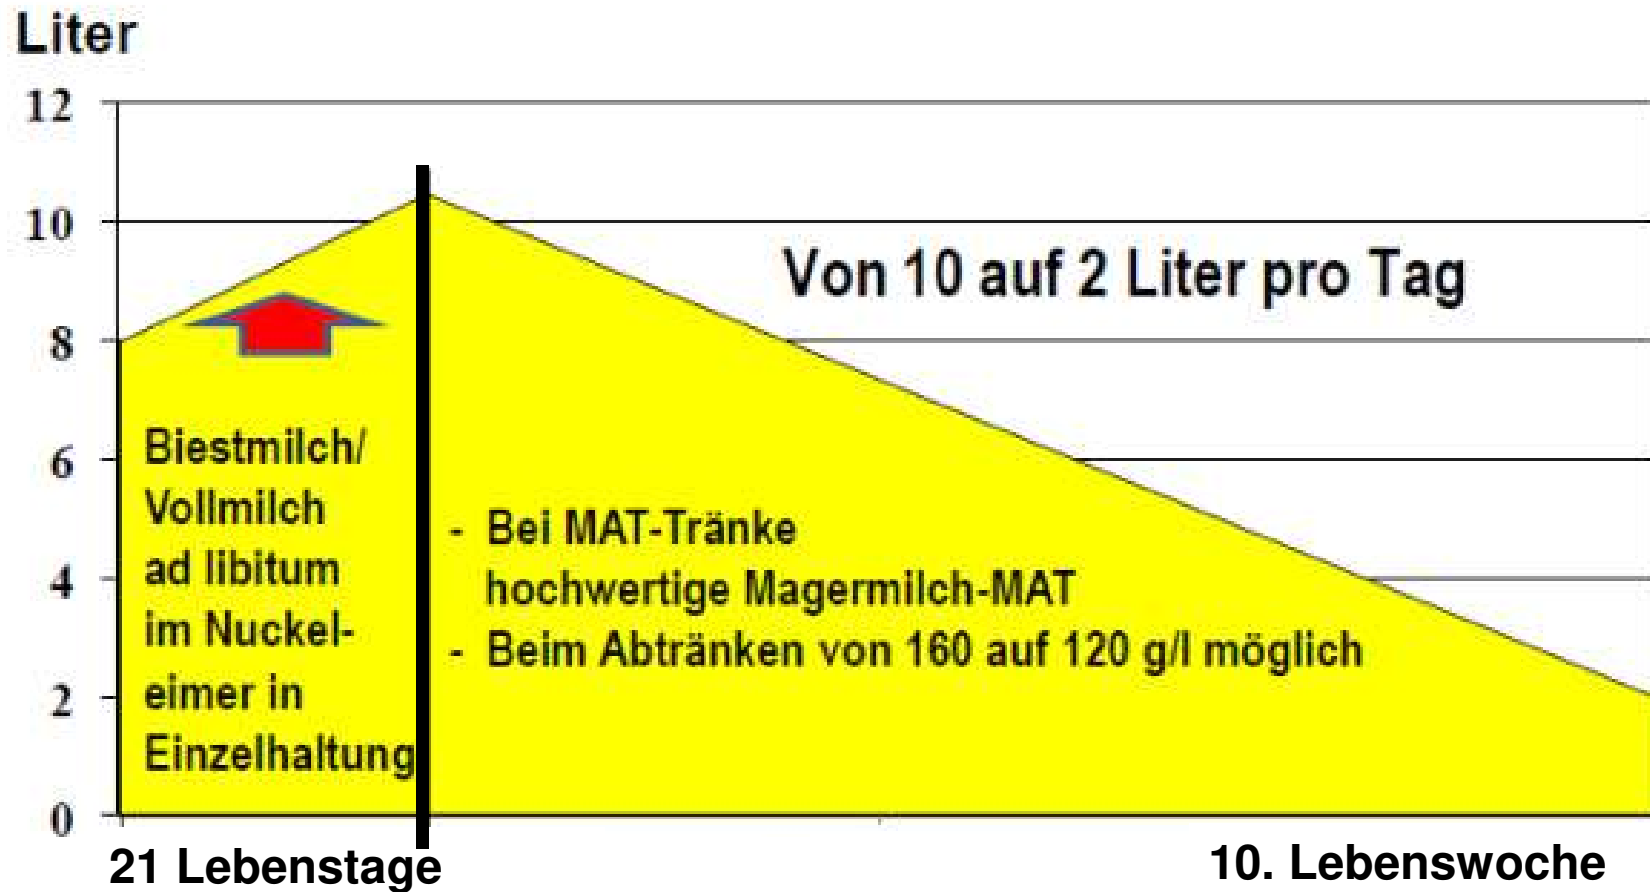 Liter
12
10
8
6
4
2
0
Von 10 auf 2 Liter pro Tag
Biestmilch/
Vollmilch
ad libitum
im Nuckel-
eimer in
Einzelhaltung
- Bei MAT-Tränke
hochwertige Magermilch-MAT
- Beim Abtränken von 160 auf 120 g/l möglich
21 Lebenstage
10. Lebenswoche